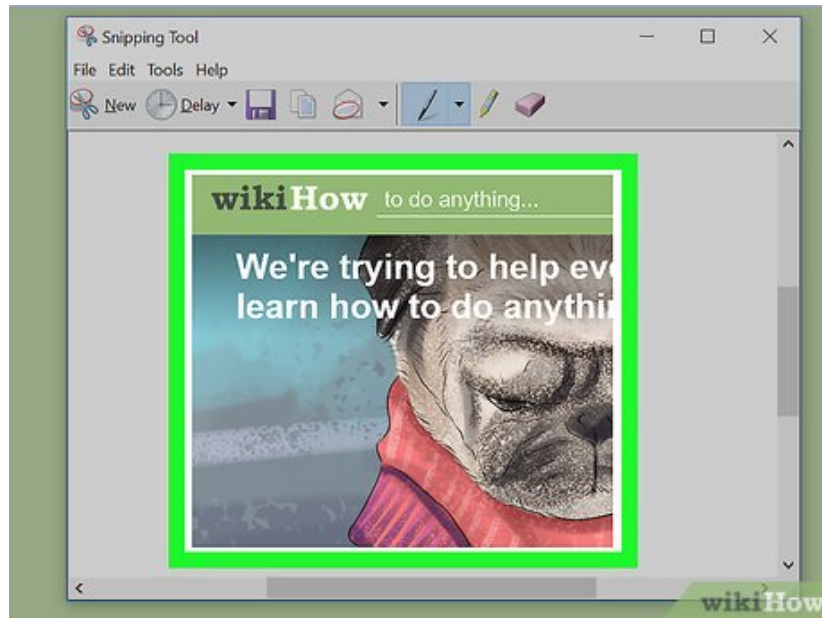 Snipping Tool
File Edit Tools Help
New Delay
wikiHow to do anything...
We're trying to help eve
learn how to do anythin
wikiHow